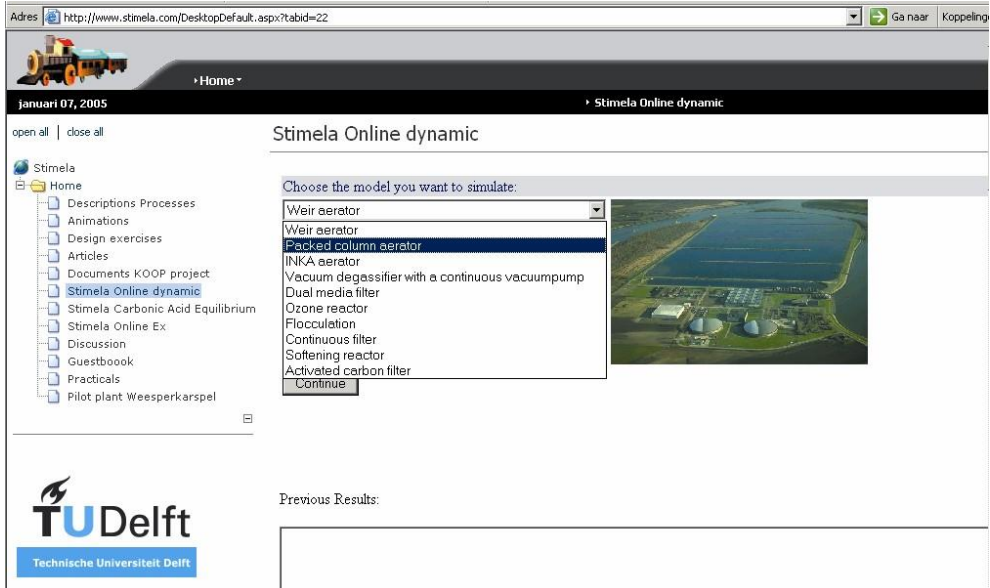 Adres http://www.stimela.com/DesktopDefault.aspx?tabid=22 Ga naar
Home
januari 07, 2005 Stimela Online dynamic
open all | close all
Stimela Online dynamic
Stimela
Home
Descriptions Processes
Animations
Design exercises
Articles
Documents KOOP project
Stimela Online dynamic
Stimela Carbonic Acid Equilibrium
Stimela Online Ex
Discussion
Guestboook
Practicals
Pilot plant Weesperkarspel
Choose the model you want to simulate:
Weir aerator
Weir aerator
Packed column aerator
INKA aerator
Vacuum degassifier with a continuous vacuumpump
Dual media filter
Ozone reactor
Flocculation
Continuous filter
Softening reactor
Activated carbon filter
Continue
Previous Results:
TUDelft
Technische Universiteit Delft